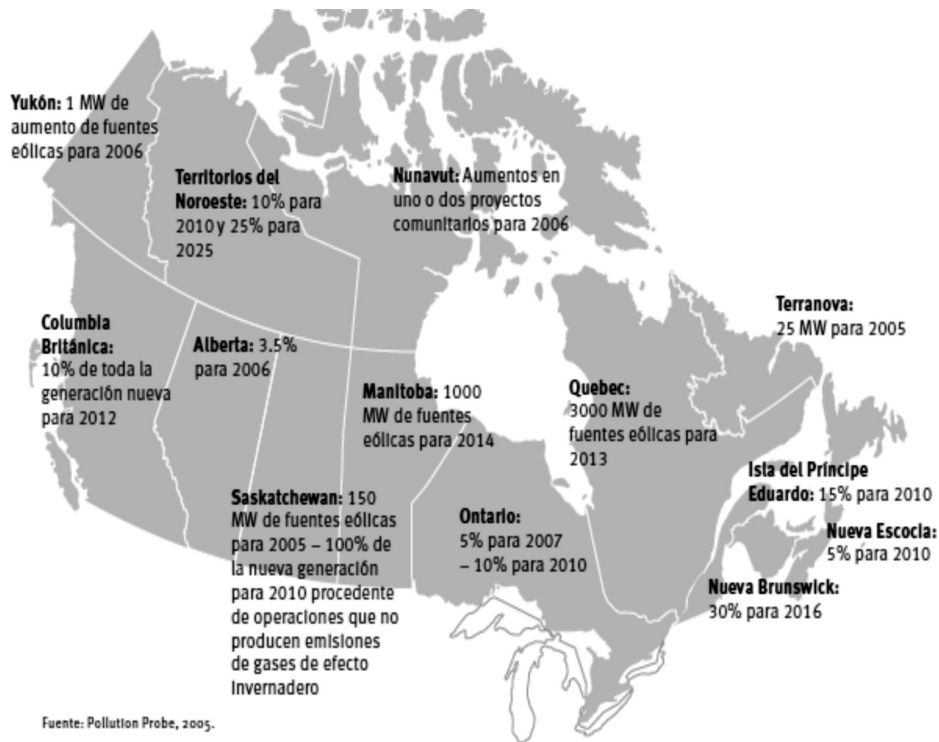 Yukón: 1 MW de
aumento de fuentes
eólicas para 2006
Territorios del
Noroeste: 10% para
2010 y 25% para
2025
Nunavut: Aumentos en
uno o dos proyectos
comunitarios para 2006
Terranova:
25 MW para 2005
Columbia
Británica:
10% de toda la
generación nueva
para 2012
Alberta: 3.5%
para 2006
Manitoba: 1000
MW de fuentes
eólicas para 2014
Quebec:
3000 MW de
fuentes eólicas para
2013
Isla del Príncipe
Eduardo: 15% para 2010
Saskatchewan: 150
MW de fuentes eólicas
para 2005 – 100% de
la nueva generación
para 2010 procedente
de operaciones que no
producen emisiones
de gases de efecto
invernadero
Ontario:
5% para 2007
– 10% para 2010
Nueva Escocia:
5% para 2010
Nueva Brunswick:
30% para 2016
Fuente: Pollution Probe, 2005.